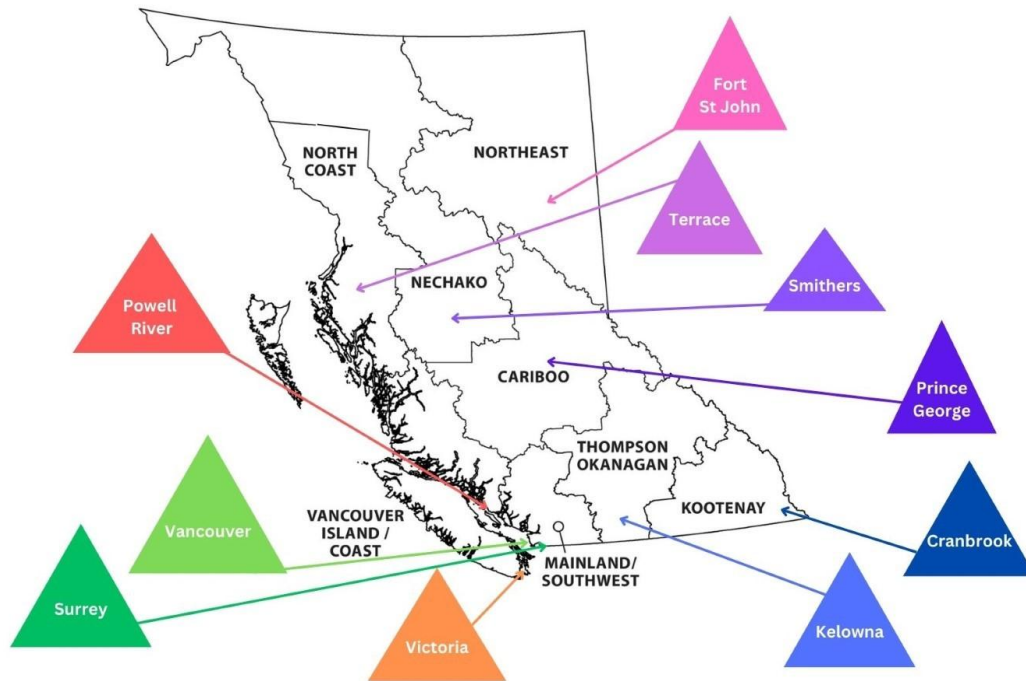 Fort
St John
NORTH
COAST
NORTHEAST
Terrace
NECHAKO
Smithers
Powell
River
CARIBOO
Prince
George
THOMPSON
OKANAGAN
KOOTENAY
VANCOUVER
ISLAND /
COAST
Vancouver
Cranbrook
MAINLAND/
SOUTHWEST
Surrey
Victoria
Kelowna